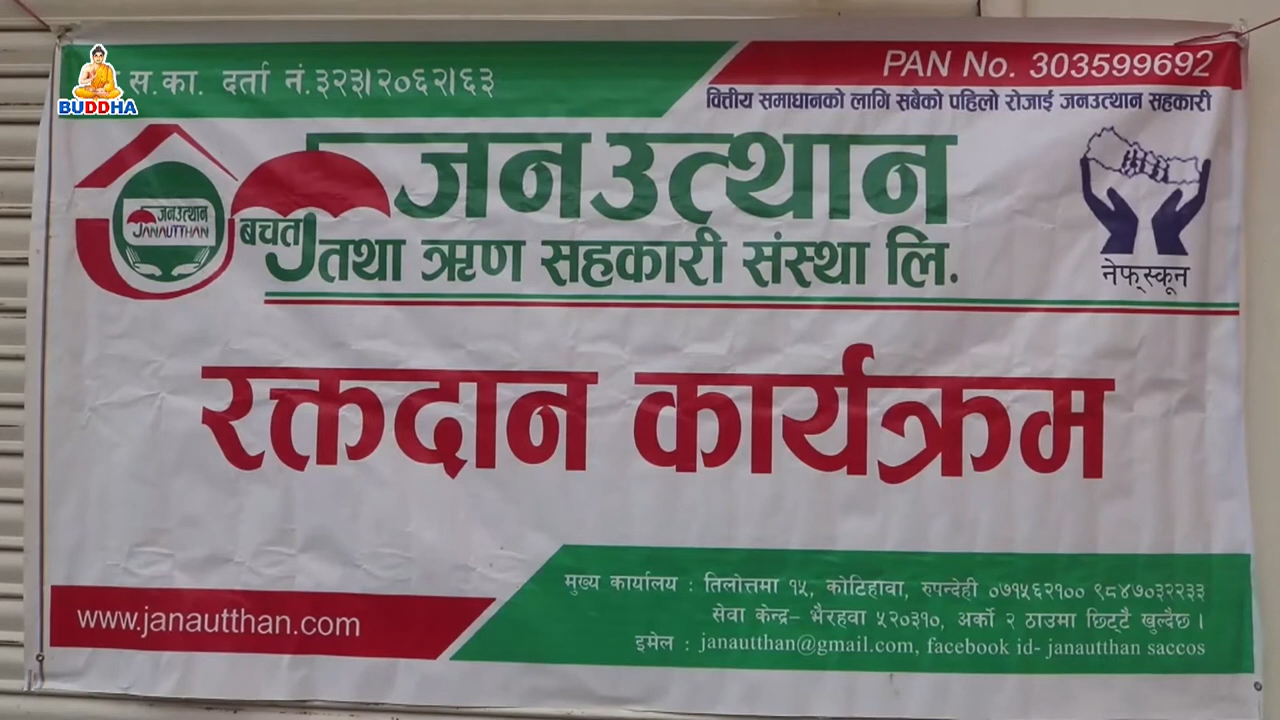 BUDDHA
स.का. दर्ता नं.३२३।२०६२।६३
PAN No. 303599692
वित्तीय समाधानको लागि सबैको पहिलो रोजाई जनउत्थान सहकारी
जनउत्थान
JANAUTTHAN
जनउत्थान
बचत तथा ऋण सहकारी संस्था लि.
नेफ्स्कून
रक्तदान कार्यक्रम
www.janautthan.com
मुख्य कार्यालय : तिलोत्तमा १५, कोटिहावा, रुपन्देही ०७१५६२१०० ९८४७०३२२३३
सेवा केन्द्र– भैरहवा ५२०३१०, अर्को २ ठाउमा छिट्टै खुल्दैछ।
इमेल : janautthan@gmail.com, facebook id- janautthan saccos